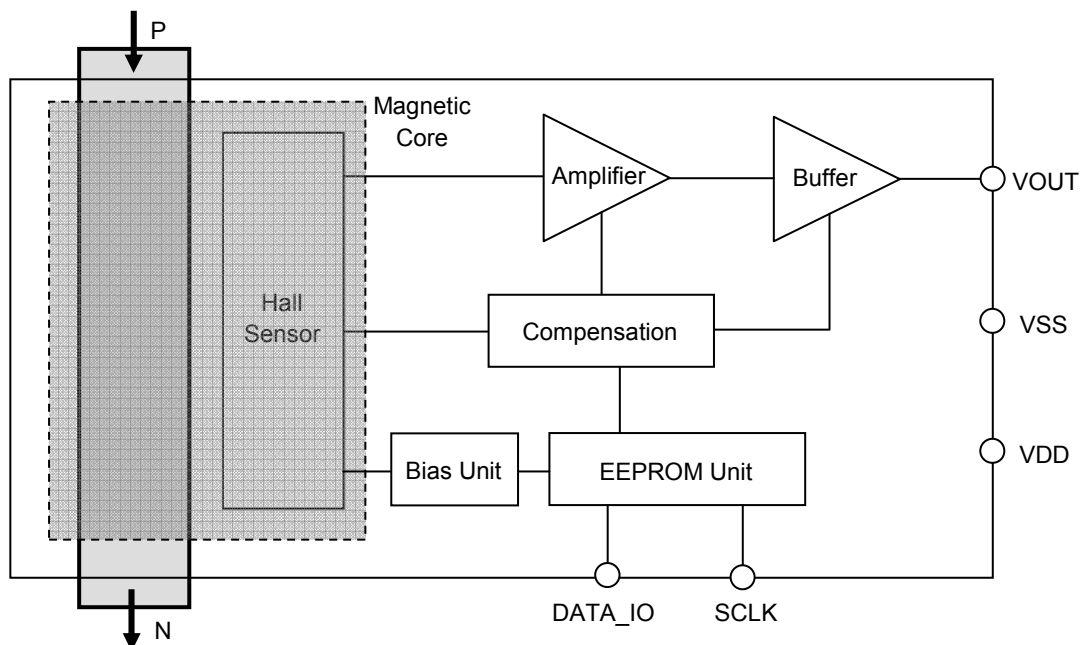 P
Magnetic
Core
Amplifier
Buffer
VOUT
Hall
Sensor
Compensation
VSS
Bias Unit
EEPROM Unit
VDD
DATA_IO
SCLK
N